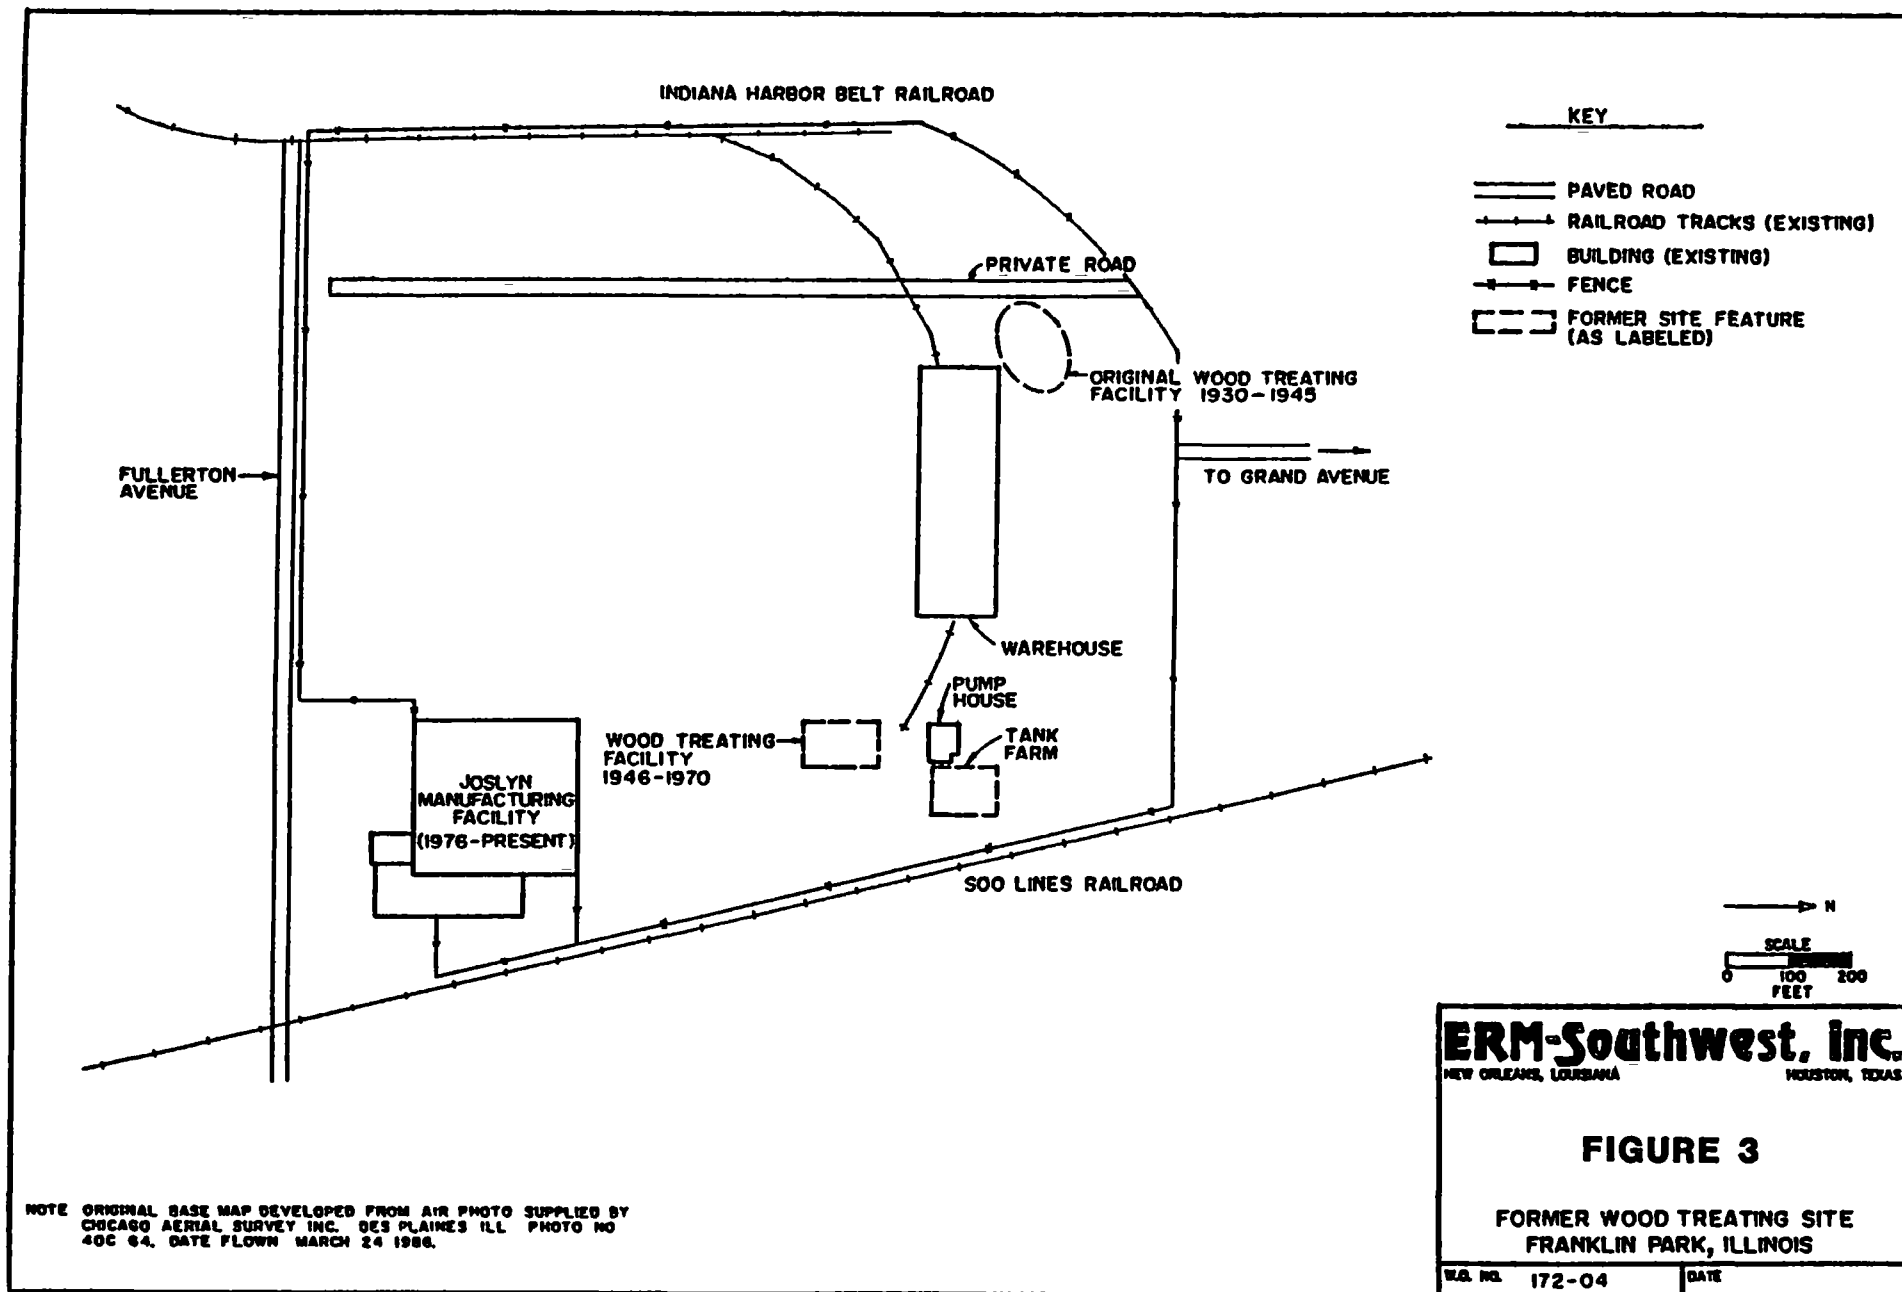 INDIANA HARBOR BELT RAILROAD
KEY
PAVED ROAD
RAILROAD TRACKS (EXISTING)
BUILDING (EXISTING)
FENCE
FORMER SITE FEATURE
(AS LABELED)
PRIVATE ROAD
ORIGINAL WOOD TREATING
FACILITY 1930-1945
FULLERTON
AVENUE
TO GRAND AVENUE
WAREHOUSE
PUMP
HOUSE
WOOD TREATING
FACILITY
1946-1970
TANK
FARM
JOSLYN
MANUFACTURING
FACILITY
(1976-PRESENT)
SOO LINES RAILROAD
N
SCALE
0 100 200
FEET
ERM-Southwest, inc.
NEW ORLEANS, LOUISIANA HOUSTON, TEXAS
FIGURE 3
FORMER WOOD TREATING SITE
FRANKLIN PARK, ILLINOIS
W.O. NO. 172-04 DATE
NOTE ORIGINAL BASE MAP DEVELOPED FROM AIR PHOTO SUPPLIED BY
CHICAGO AERIAL SURVEY INC. DES PLAINES ILL PHOTO NO
40C 64. DATE FLOWN MARCH 24 1986.